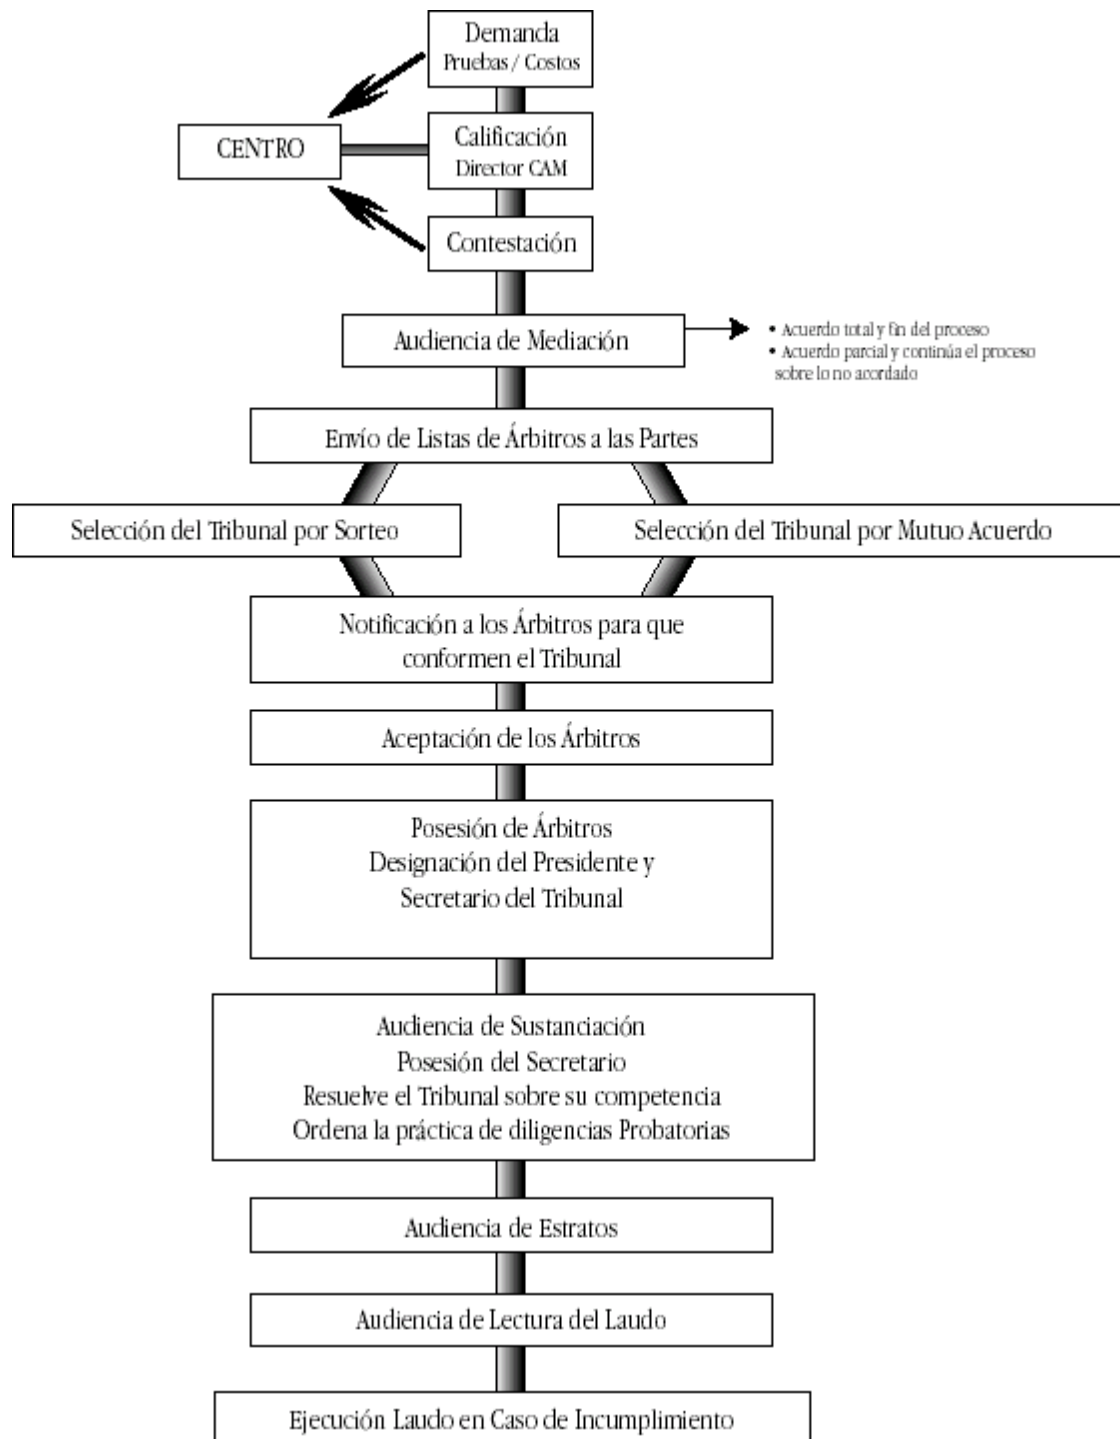 Demanda
Pruebas / Costos
CENTRO
Calificación
Director CAM
Contestación
Audiencia de Mediación
• Acuerdo total y fin del proceso
• Acuerdo parcial y continúa el proceso
sobre lo no acordado
Envío de Listas de Árbitros a las Partes
Selección del Tribunal por Sorteo
Selección del Tribunal por Mutuo Acuerdo
Notificación a los Árbitros para que
conformen el Tribunal
Aceptación de los Árbitros
Posesión de Árbitros
Designación del Presidente y
Secretario del Tribunal
Audiencia de Sustanciación
Posesión del Secretario
Resuelve el Tribunal sobre su competencia
Ordena la práctica de diligencias Probatorias
Audiencia de Estratos
Audiencia de Lectura del Laudo
Ejecución Laudo en Caso de Incumplimiento